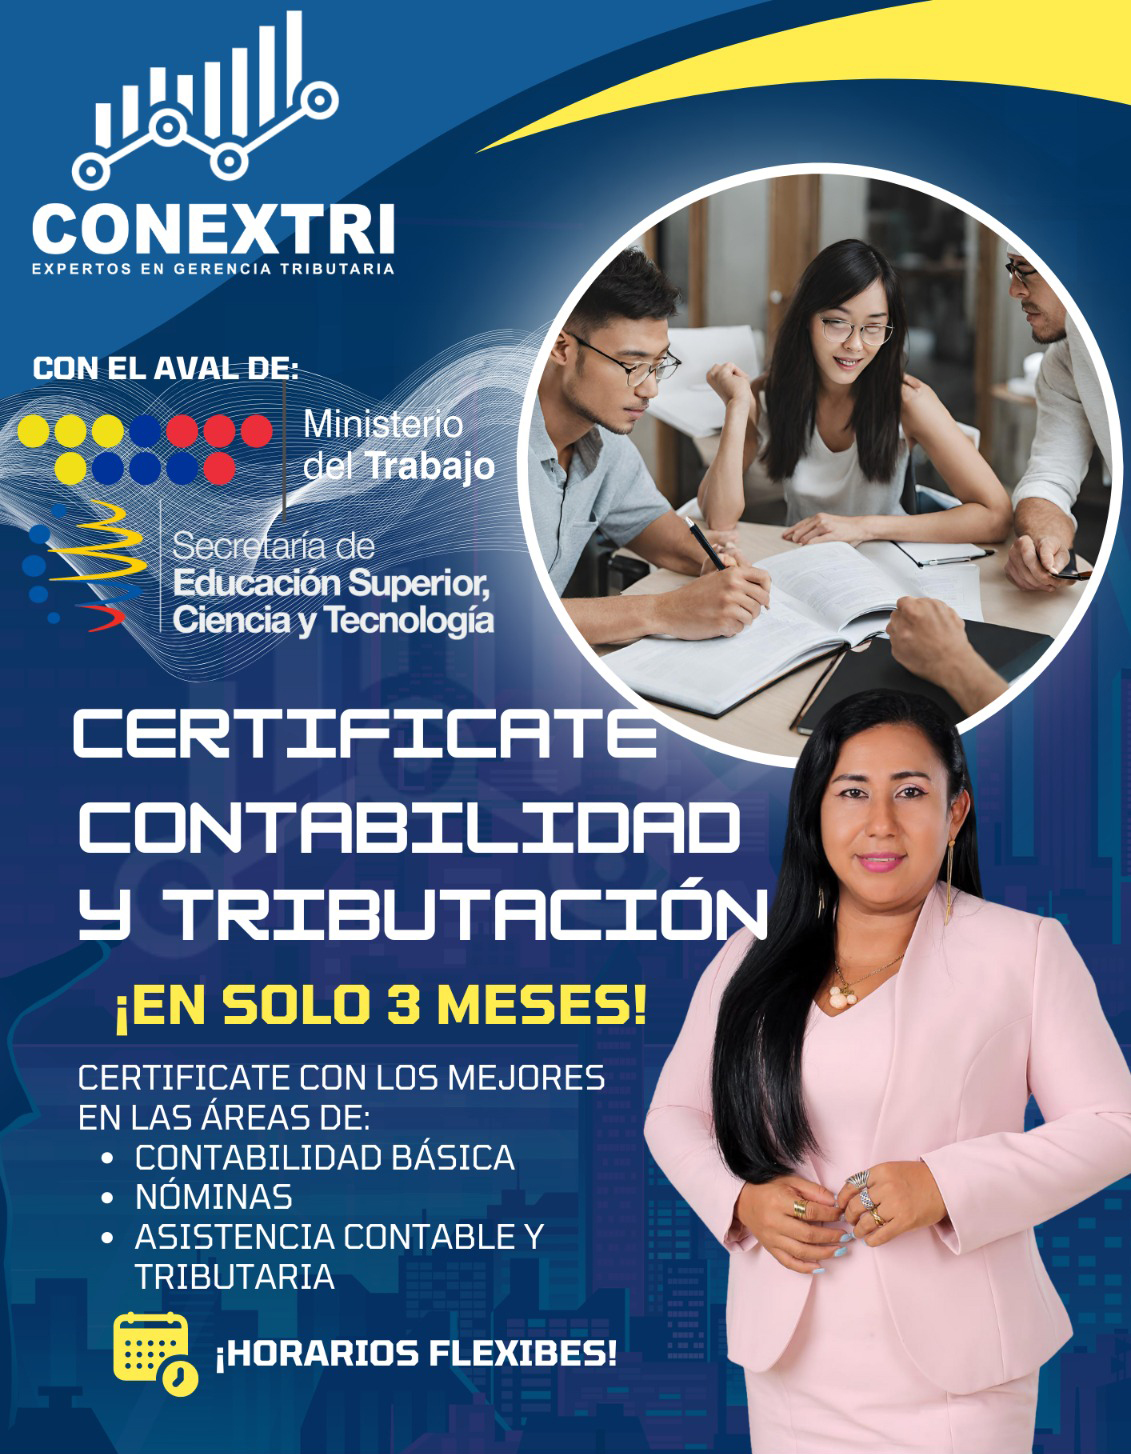 CONEXTRI
EXPERTOS EN GERENCIA TRIBUTARIA
CON EL AVAL DE:
Ministerio
del Trabajo
Secretaría de
Educación Superior,
Ciencia y Tecnología
CERTIFICATE
CONTABILIDAD
Y TRIBUTACIÓN
¡EN SOLO 3 MESES!
CERTIFICATE CON LOS MEJORES
EN LAS ÁREAS DE:
• CONTABILIDAD BÁSICA
• NÓMINAS
• ASISTENCIA CONTABLE Y
TRIBUTARIA
¡HORARIOS FLEXIBES!